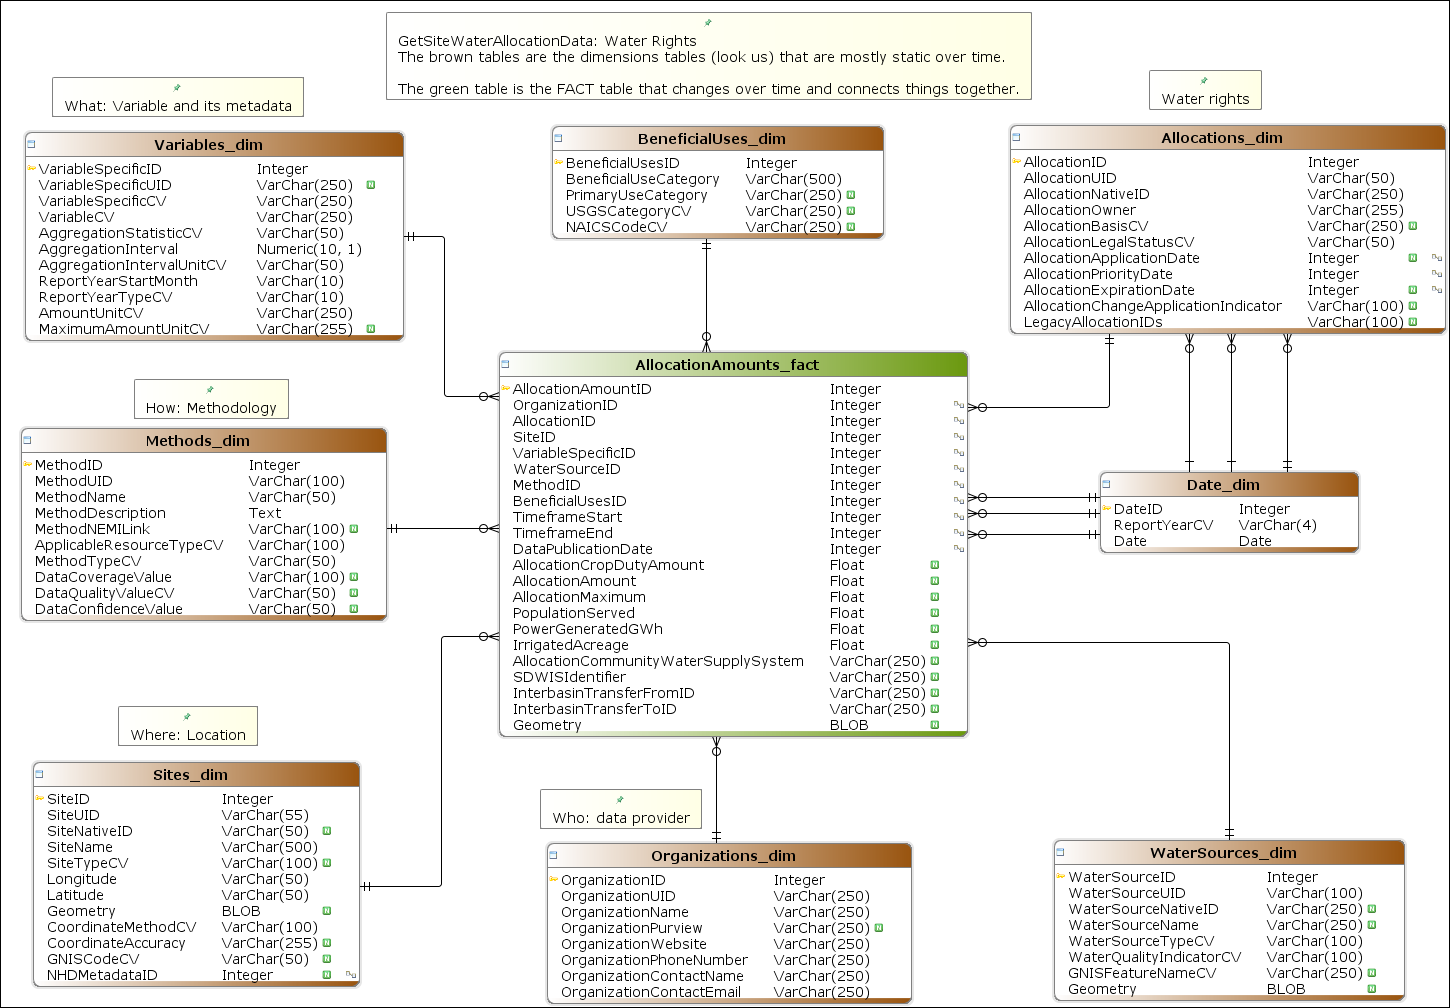 GetSiteWaterAllocationData: Water Rights
The brown tables are the dimensions tables (look us) that are mostly static over time.
The green table is the FACT table that changes over time and connects things together.
What: Variable and its metadata
Variables_dim
VariableSpecificID Integer
VariableSpecificUID VarChar(250) N
VariableSpecificCV VarChar(250)
VariableCV VarChar(250)
AggregationStatisticCV VarChar(50)
AggregationInterval Numeric(10, 1)
AggregationIntervalUnitCV VarChar(50)
ReportYearStartMonth VarChar(10)
ReportYearTypeCV VarChar(10)
AmountUnitCV VarChar(250)
MaximumAmountUnitCV VarChar(255) N
BeneficialUses_dim
BeneficialUsesID Integer
BeneficialUseCategory VarChar(500)
PrimaryUseCategory VarChar(250) N
USGSCategoryCV VarChar(250) N
NAICSCodeCV VarChar(250) N
Water rights
Allocations_dim
AllocationID Integer
AllocationUID VarChar(50)
AllocationNativeID VarChar(250)
AllocationOwner VarChar(255)
AllocationBasisCV VarChar(250) N
AllocationLegalStatusCV VarChar(50)
AllocationApplicationDate Integer N
AllocationPriorityDate Integer
AllocationExpirationDate Integer N
AllocationChangeApplicationIndicator VarChar(100) N
LegacyAllocationIDs VarChar(100) N
How: Methodology
Methods_dim
MethodID Integer
MethodUID VarChar(100)
MethodName VarChar(50)
MethodDescription Text
MethodNEMILink VarChar(100) N
ApplicableResourceTypeCV VarChar(100)
MethodTypeCV VarChar(50)
DataCoverageValue VarChar(100) N
DataQualityValueCV VarChar(50) N
DataConfidenceValue VarChar(50) N
AllocationAmounts_fact
AllocationAmountID Integer
OrganizationID Integer
AllocationID Integer
SiteID Integer
VariableSpecificID Integer
WaterSourceID Integer
MethodID Integer
BeneficialUsesID Integer
TimeframeStart Integer
TimeframeEnd Integer
DataPublicationDate Integer
AllocationCropDutyAmount Float N
AllocationAmount Float N
AllocationMaximum Float N
PopulationServed Float N
PowerGeneratedGWh Float N
IrrigatedAcreage Float N
AllocationCommunityWaterSupplySystem VarChar(250) N
SDWISIdentifier VarChar(250) N
InterbasinTransferFromID VarChar(250) N
InterbasinTransferToID VarChar(250) N
Geometry BLOB N
Date_dim
DateID Integer
ReportYearCV VarChar(4)
Date Date
Where: Location
Sites_dim
SiteID Integer
SiteUID VarChar(55)
SiteNativeID VarChar(50) N
SiteName VarChar(500)
SiteTypeCV VarChar(100) N
Longitude VarChar(50)
Latitude VarChar(50)
Geometry BLOB N
CoordinateMethodCV VarChar(100)
CoordinateAccuracy VarChar(255) N
GNISCodeCV VarChar(50) N
NHDMetadataID Integer N
Who: data provider
Organizations_dim
OrganizationID Integer
OrganizationUID VarChar(250)
OrganizationName VarChar(250)
OrganizationPurview VarChar(250) N
OrganizationWebsite VarChar(250)
OrganizationPhoneNumber VarChar(250)
OrganizationContactName VarChar(250)
OrganizationContactEmail VarChar(250)
WaterSources_dim
WaterSourceID Integer
WaterSourceUID VarChar(100)
WaterSourceNativeID VarChar(250) N
WaterSourceName VarChar(250) N
WaterSourceTypeCV VarChar(100)
WaterQualityIndicatorCV VarChar(100)
GNISFeatureNameCV VarChar(250) N
Geometry BLOB N